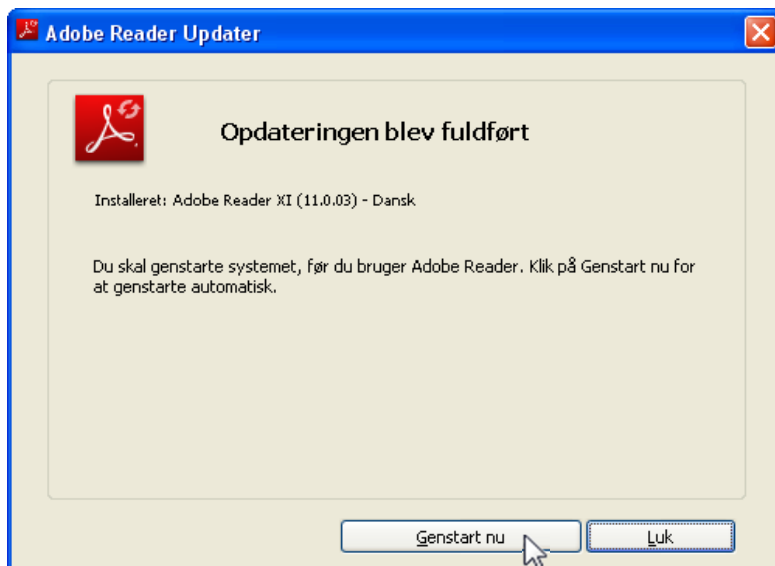 Adobe Reader Updater
Opdateringen blev fuldført
Installeret: Adobe Reader XI (11.0.03) - Dansk
Du skal genstarte systemet, før du bruger Adobe Reader. Klik på Genstart nu for
at genstarte automatisk.
Genstart nu
Luk